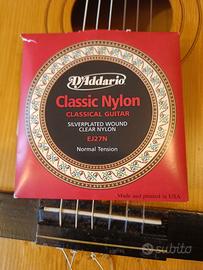 D'Addario
Classic Nylon
CLASSICAL GUITAR
SILVERPLATED WOUND
CLEAR NYLON
EJ27N
Normal Tension
Made and printed in USA
subito